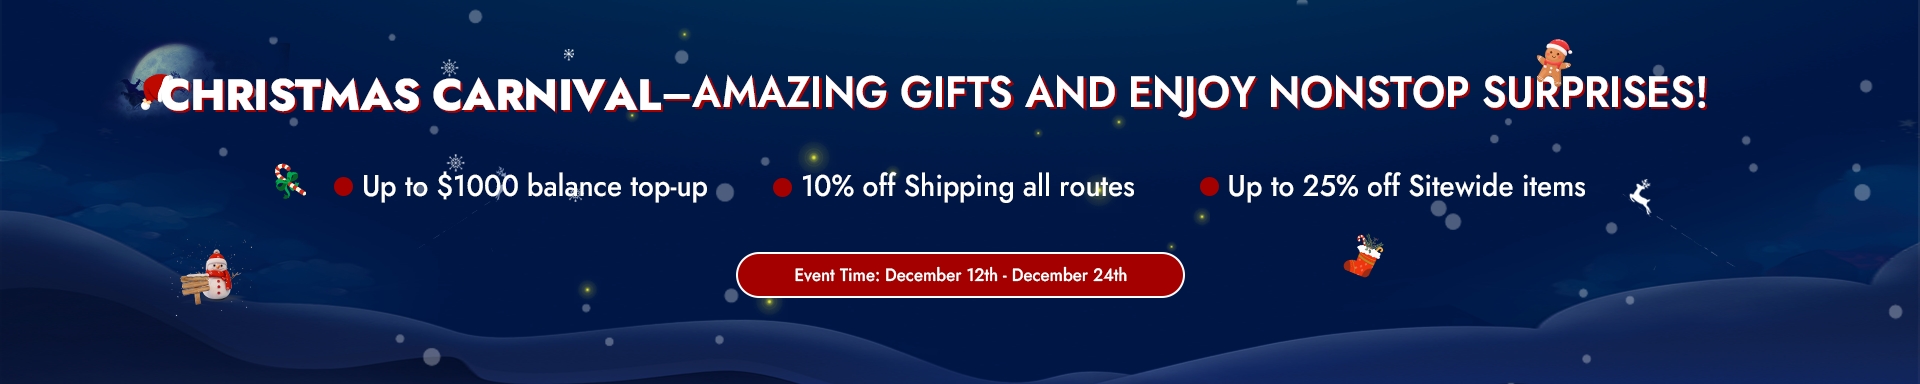 CHRISTMAS CARNIVAL—AMAZING GIFTS AND ENJOY NONSTOP SURPRISES!
Up to $1000 balance top-up
10% off Shipping all routes
Up to 25% off Sitewide items
Event Time: December 12th - December 24th